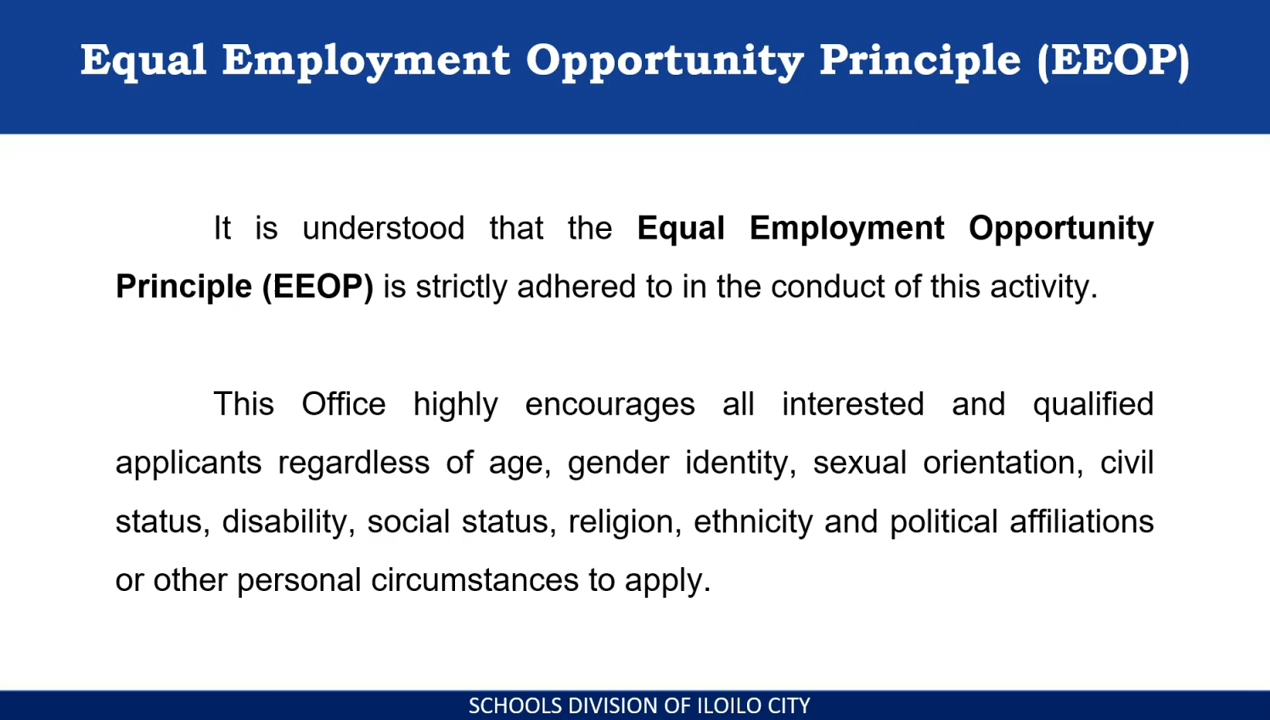 Equal Employment Opportunity Principle (EEOP)
It is understood that the Equal Employment Opportunity
Principle (EEOP) is strictly adhered to in the conduct of this activity.
This Office highly encourages all interested and qualified
applicants regardless of age, gender identity, sexual orientation, civil
status, disability, social status, religion, ethnicity and political affiliations
or other personal circumstances to apply.
SCHOOLS DIVISION OF ILOILO CITY